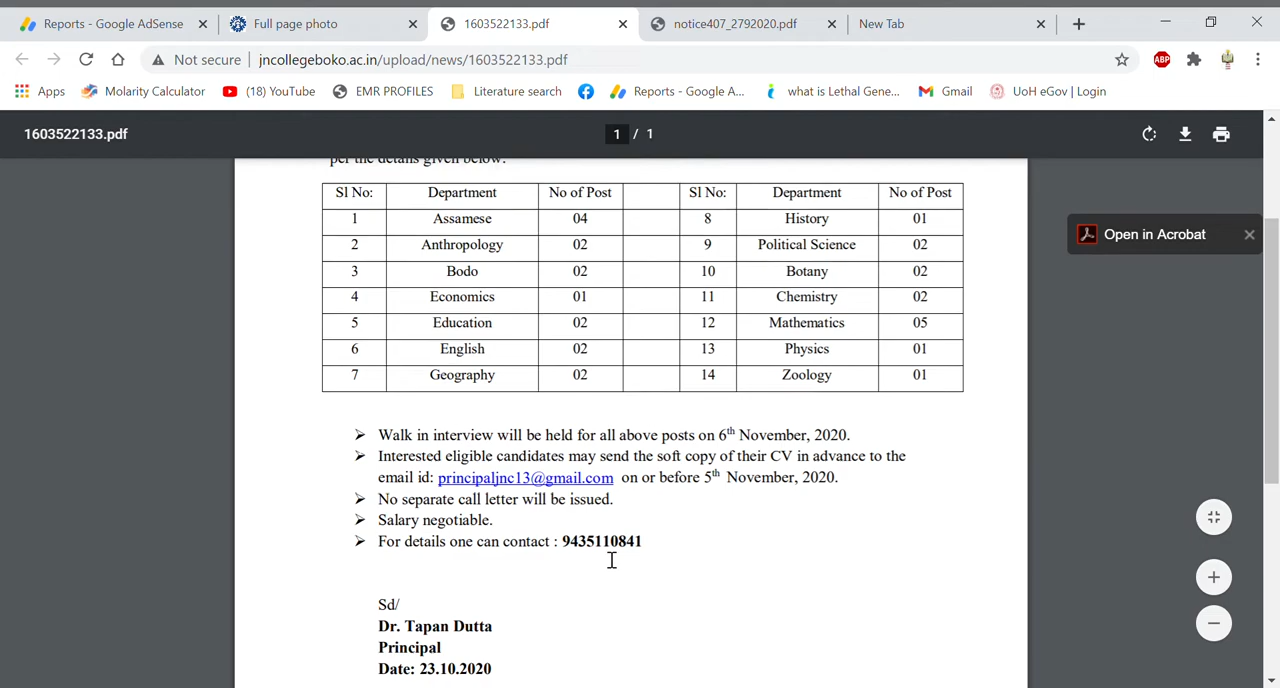 Reports - Google AdSense
Full page photo
1603522133.pdf
notice407_2792020.pdf
New Tab
Not secure
jncollegeboko.ac.in/upload/news/1603522133.pdf
ABP
Apps
Molarity Calculator
(18) YouTube
EMR PROFILES
Literature search
Reports - Google A...
what is Lethal Gene...
Gmail
UoH eGov | Login
1603522133.pdf
1 / 1
per the details given below:
Sl No: Department No of Post Sl No: Department No of Post
1 Assamese 04 8 History 01
2 Anthropology 02 9 Political Science 02
3 Bodo 02 10 Botany 02
4 Economics 01 11 Chemistry 02
5 Education 02 12 Mathematics 05
6 English 02 13 Physics 01
7 Geography 02 14 Zoology 01
Open in Acrobat
➢ Walk in interview will be held for all above posts on 6th November, 2020.
➢ Interested eligible candidates may send the soft copy of their CV in advance to the
email id: principaljnc13@gmail.com on or before 5th November, 2020.
➢ No separate call letter will be issued.
➢ Salary negotiable.
➢ For details one can contact : 9435110841
Sd/
Dr. Tapan Dutta
Principal
Date: 23.10.2020